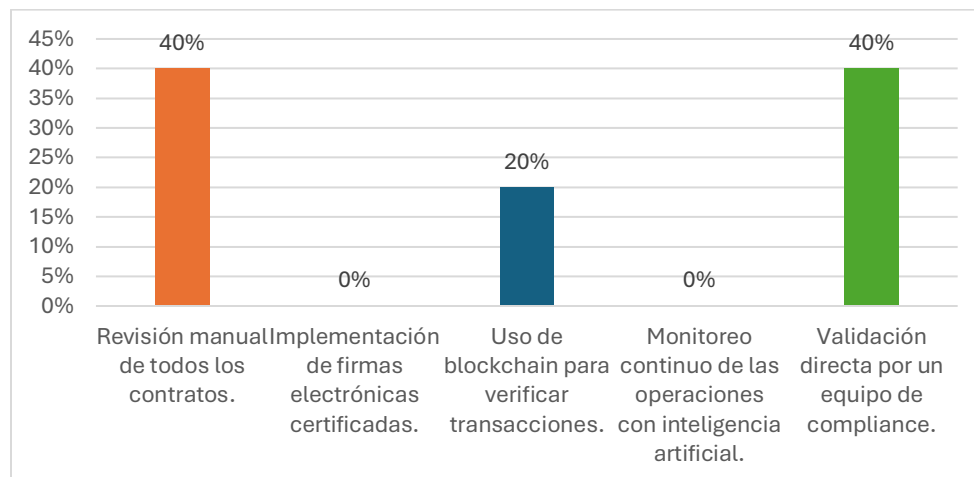 45%
40%
35%
30%
25%
20%
15%
10%
5%
0%
40%
0%
20%
0%
40%
Revisión manual
de todos los
contratos.
Implementación
de firmas
electrónicas
certificadas.
Uso de
blockchain para
verificar
transacciones.
Monitoreo
continuo de las
operaciones
con inteligencia
artificial.
Validación
directa por un
equipo de
compliance.